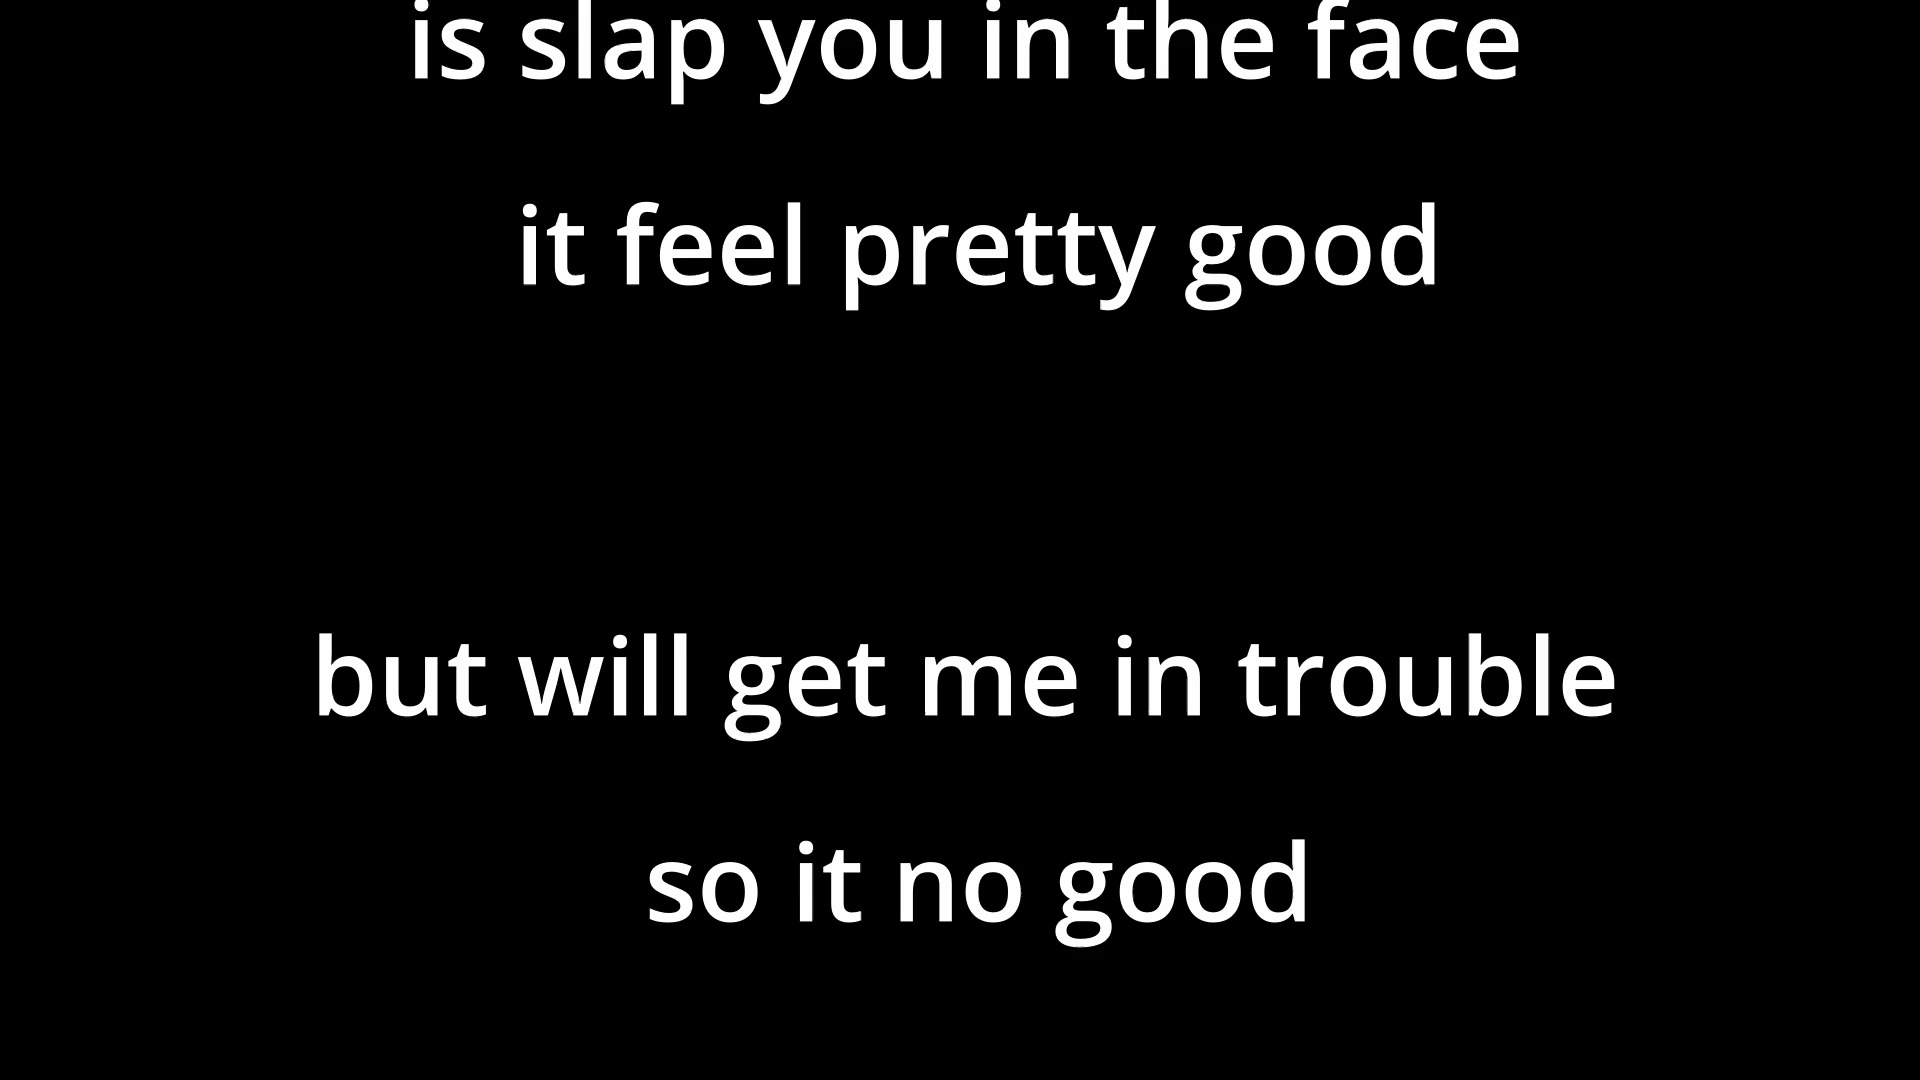 is slap you in the face
it feel pretty good
but will get me in trouble
so it no good